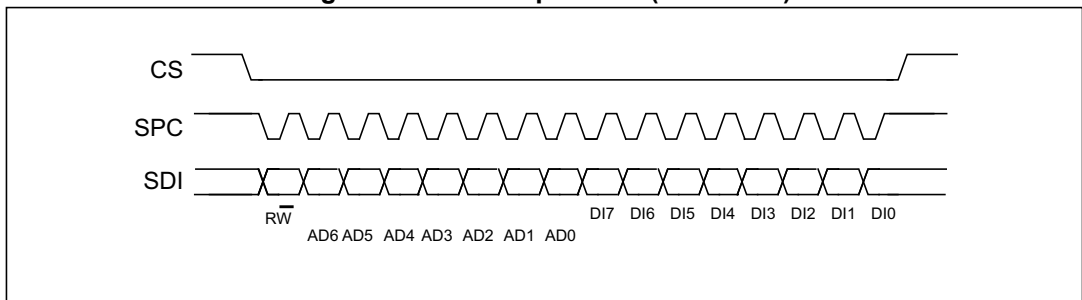 CS
SPC
SDI
RW DI7 DI6 DI5 DI4 DI3 DI2 DI1 DI0
AD6 AD5 AD4 AD3 AD2 AD1 AD0